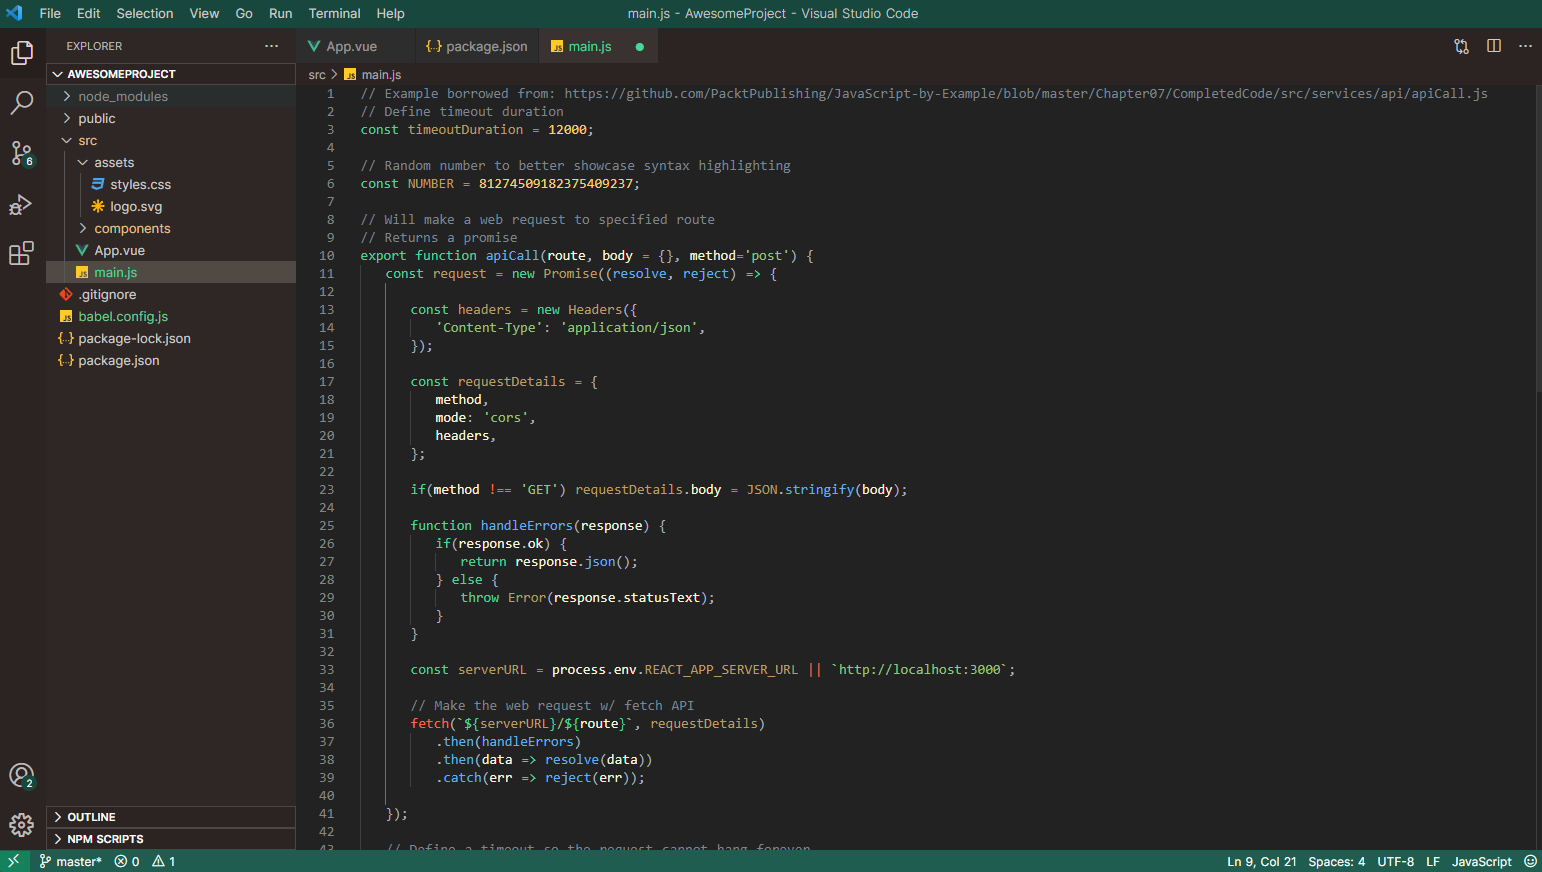 File Edit Selection View Go Run Terminal Help
main.js - AwesomeProject - Visual Studio Code
EXPLORER
AWESOMEPROJECT
node_modules
public
src
assets
styles.css
logo.svg
components
App.vue
main.js
.gitignore
babel.config.js
package-lock.json
package.json
OUTLINE
NPM SCRIPTS
6
2
App.vue package.json main.js
src > main.js
1 // Example borrowed from: https://github.com/PacktPublishing/JavaScript-by-Example/blob/master/Chapter07/CompletedCode/src/services/api/apiCall.js
2 // Define timeout duration
3 const timeoutDuration = 12000;
4
5 // Random number to better showcase syntax highlighting
6 const NUMBER = 81274509182375409237;
7
8 // Will make a web request to specified route
9 // Returns a promise
10 export function apiCall(route, body = {}, method='post') {
11 const request = new Promise((resolve, reject) => {
12
13 const headers = new Headers({
14 'Content-Type': 'application/json',
15 });
16
17 const requestDetails = {
18 method,
19 mode: 'cors',
20 headers,
21 };
22
23 if(method !== 'GET') requestDetails.body = JSON.stringify(body);
24
25 function handleErrors(response) {
26 if(response.ok) {
27 return response.json();
28 } else {
29 throw Error(response.statusText);
30 }
31 }
32
33 const serverURL = process.env.REACT_APP_SERVER_URL || `http://localhost:3000`;
34
35 // Make the web request w/ fetch API
36 fetch(`${serverURL}/${route}`, requestDetails)
37 .then(handleErrors)
38 .then(data => resolve(data))
39 .catch(err => reject(err));
40
41 });
42
43 // Define a timeout so the request cannot hang forever
master* 0 1
Ln 9, Col 21 Spaces: 4 UTF-8 LF JavaScript